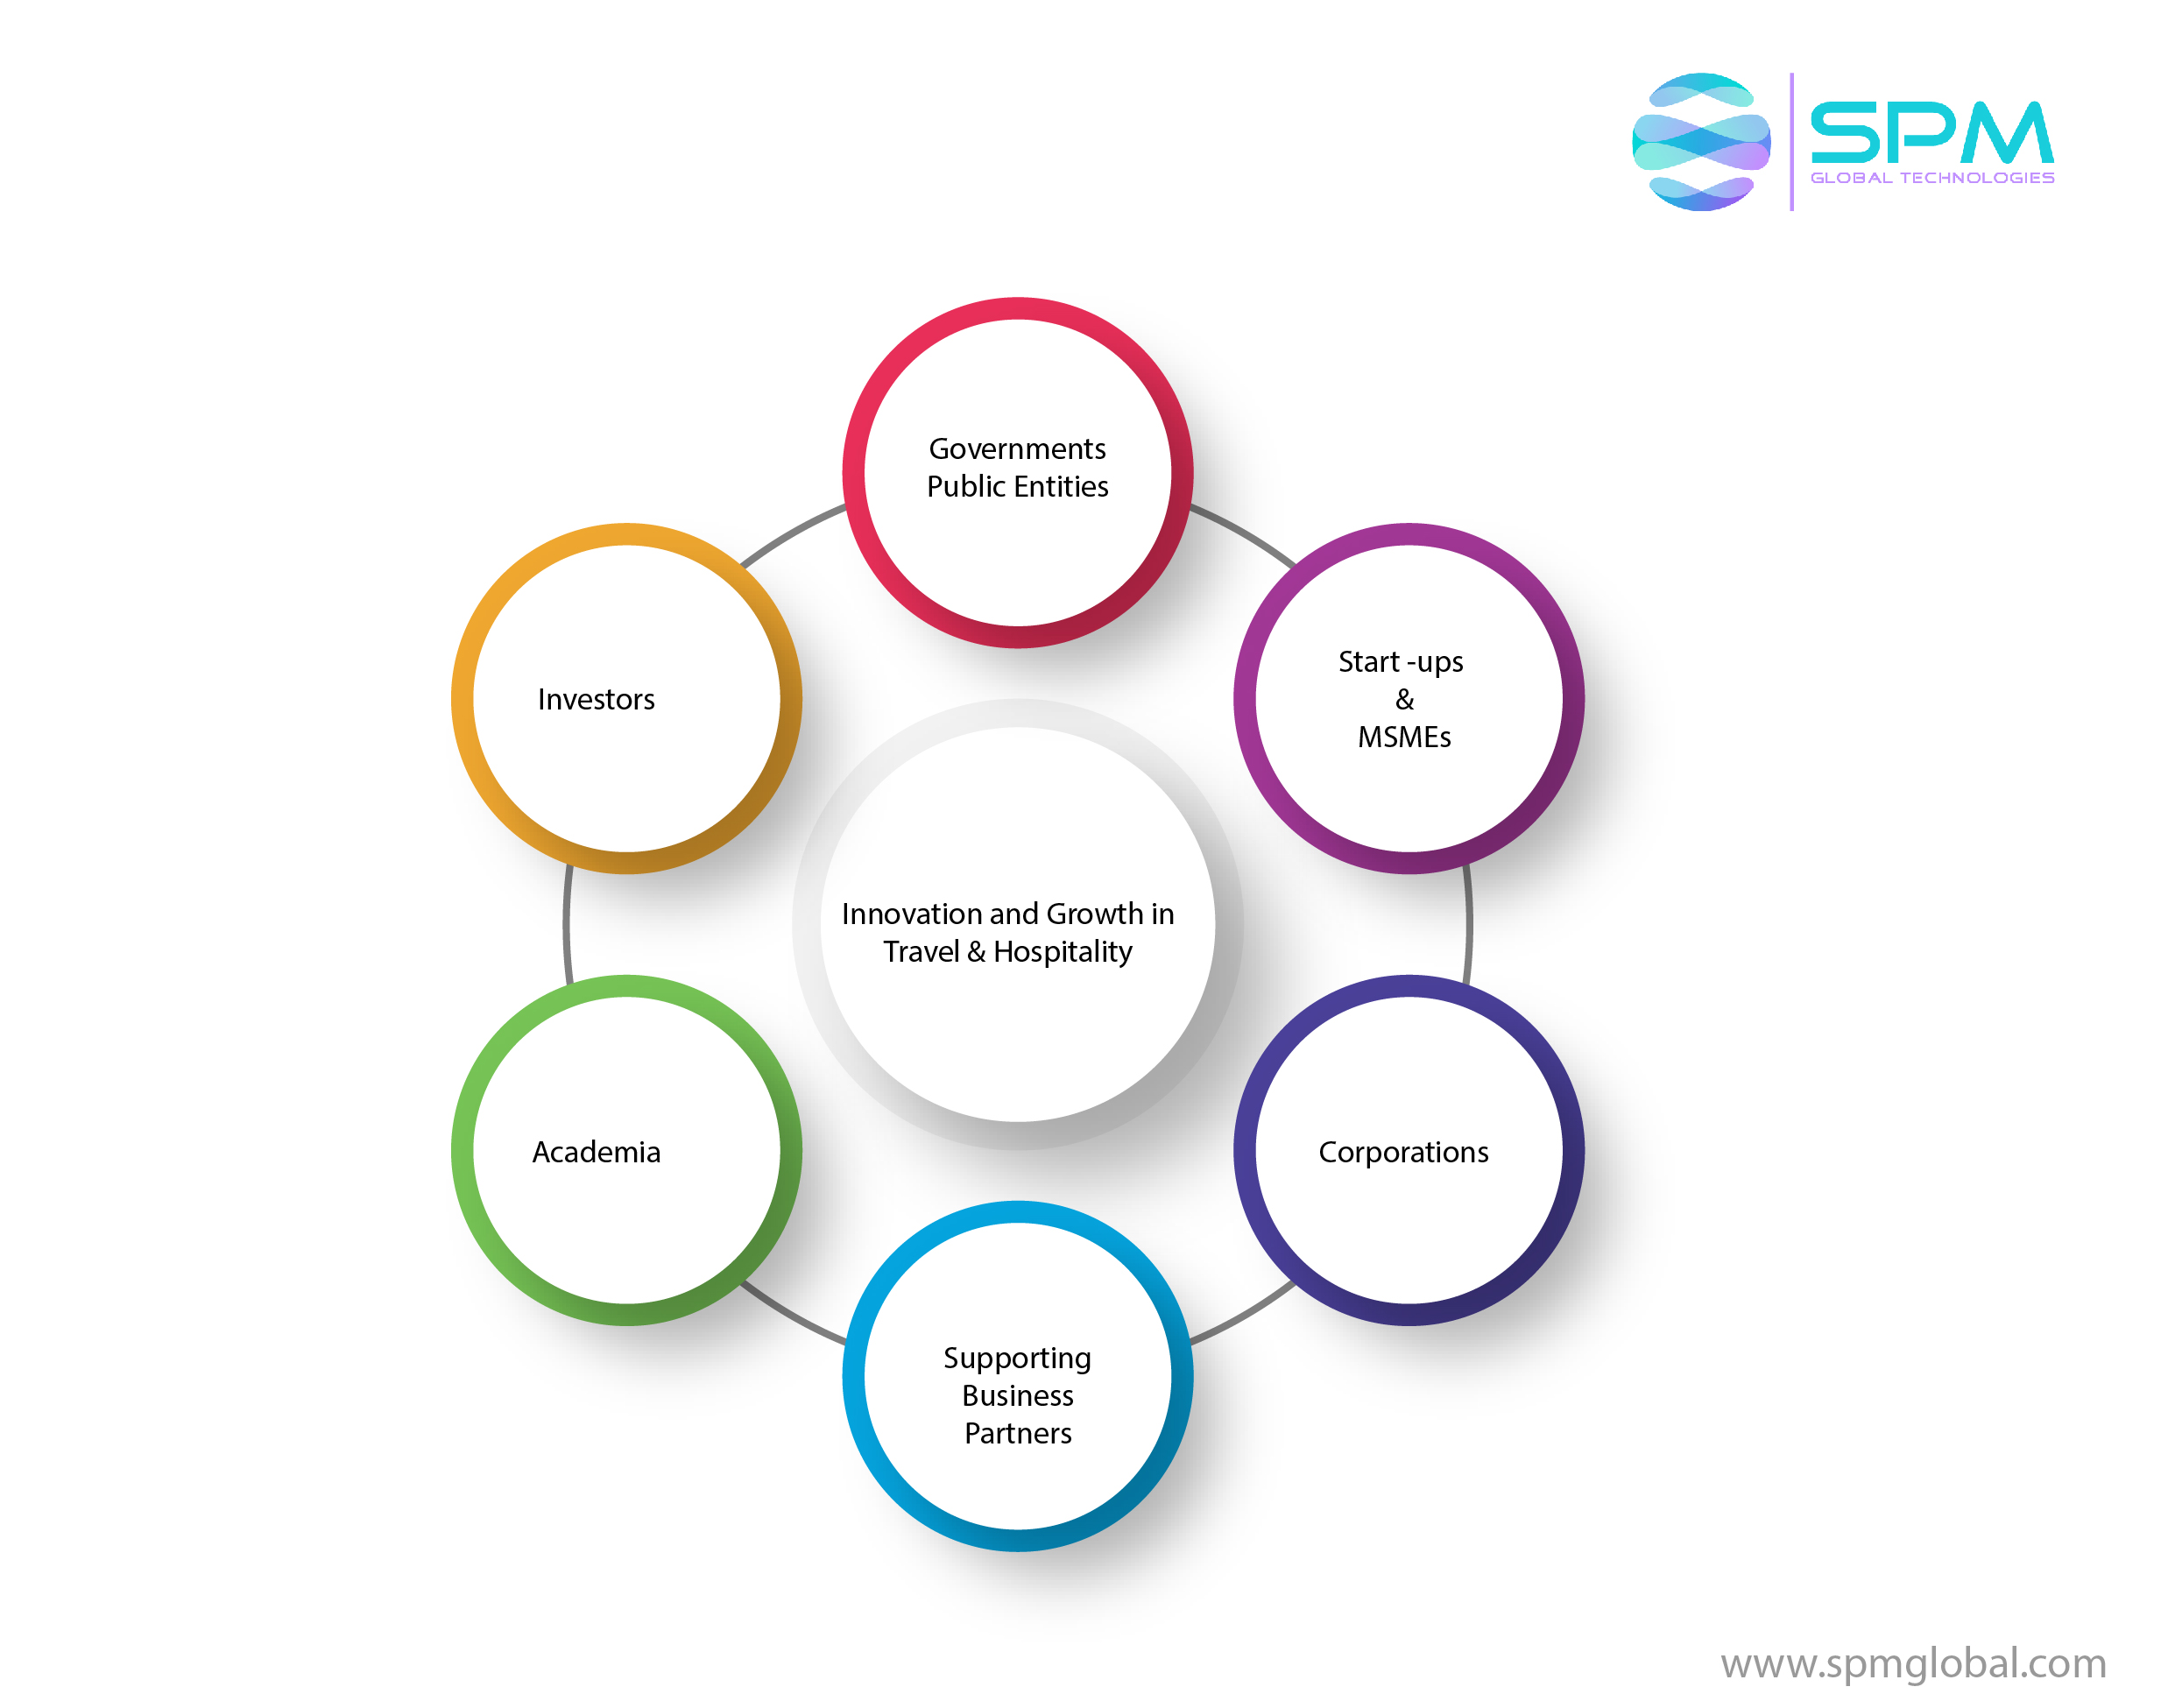 SPM
GLOBAL TECHNOLOGIES
Governments
Public Entities
Start -ups
&
MSMEs
Investors
Innovation and Growth in
Travel & Hospitality
Academia
Corporations
Supporting
Business
Partners
www.spmglobal.com